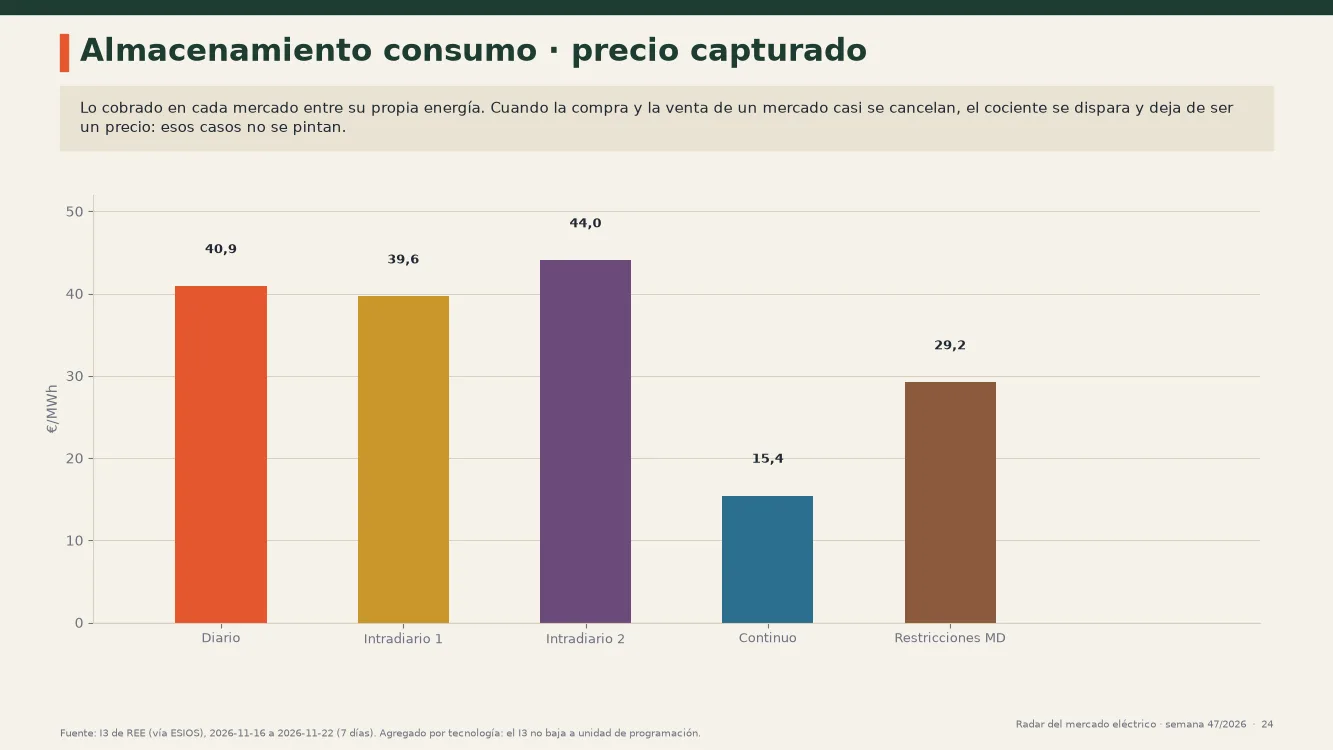 Almacenamiento consumo · precio capturado
Lo cobrado en cada mercado entre su propia energía. Cuando la compra y la venta de un mercado casi se cancelan, el cociente se dispara y deja de ser
un precio: esos casos no se pintan.
€/MWh
50
40
30
20
10
0
40,9
39,6
44,0
15,4
29,2
Diario
Intradiario 1
Intradiario 2
Continuo
Restricciones MD
Fuente: I3 de REE (vía ESIOS), 2026-11-16 a 2026-11-22 (7 días). Agregado por tecnología: el I3 no baja a unidad de programación.
Radar del mercado eléctrico · semana 47/2026 · 24